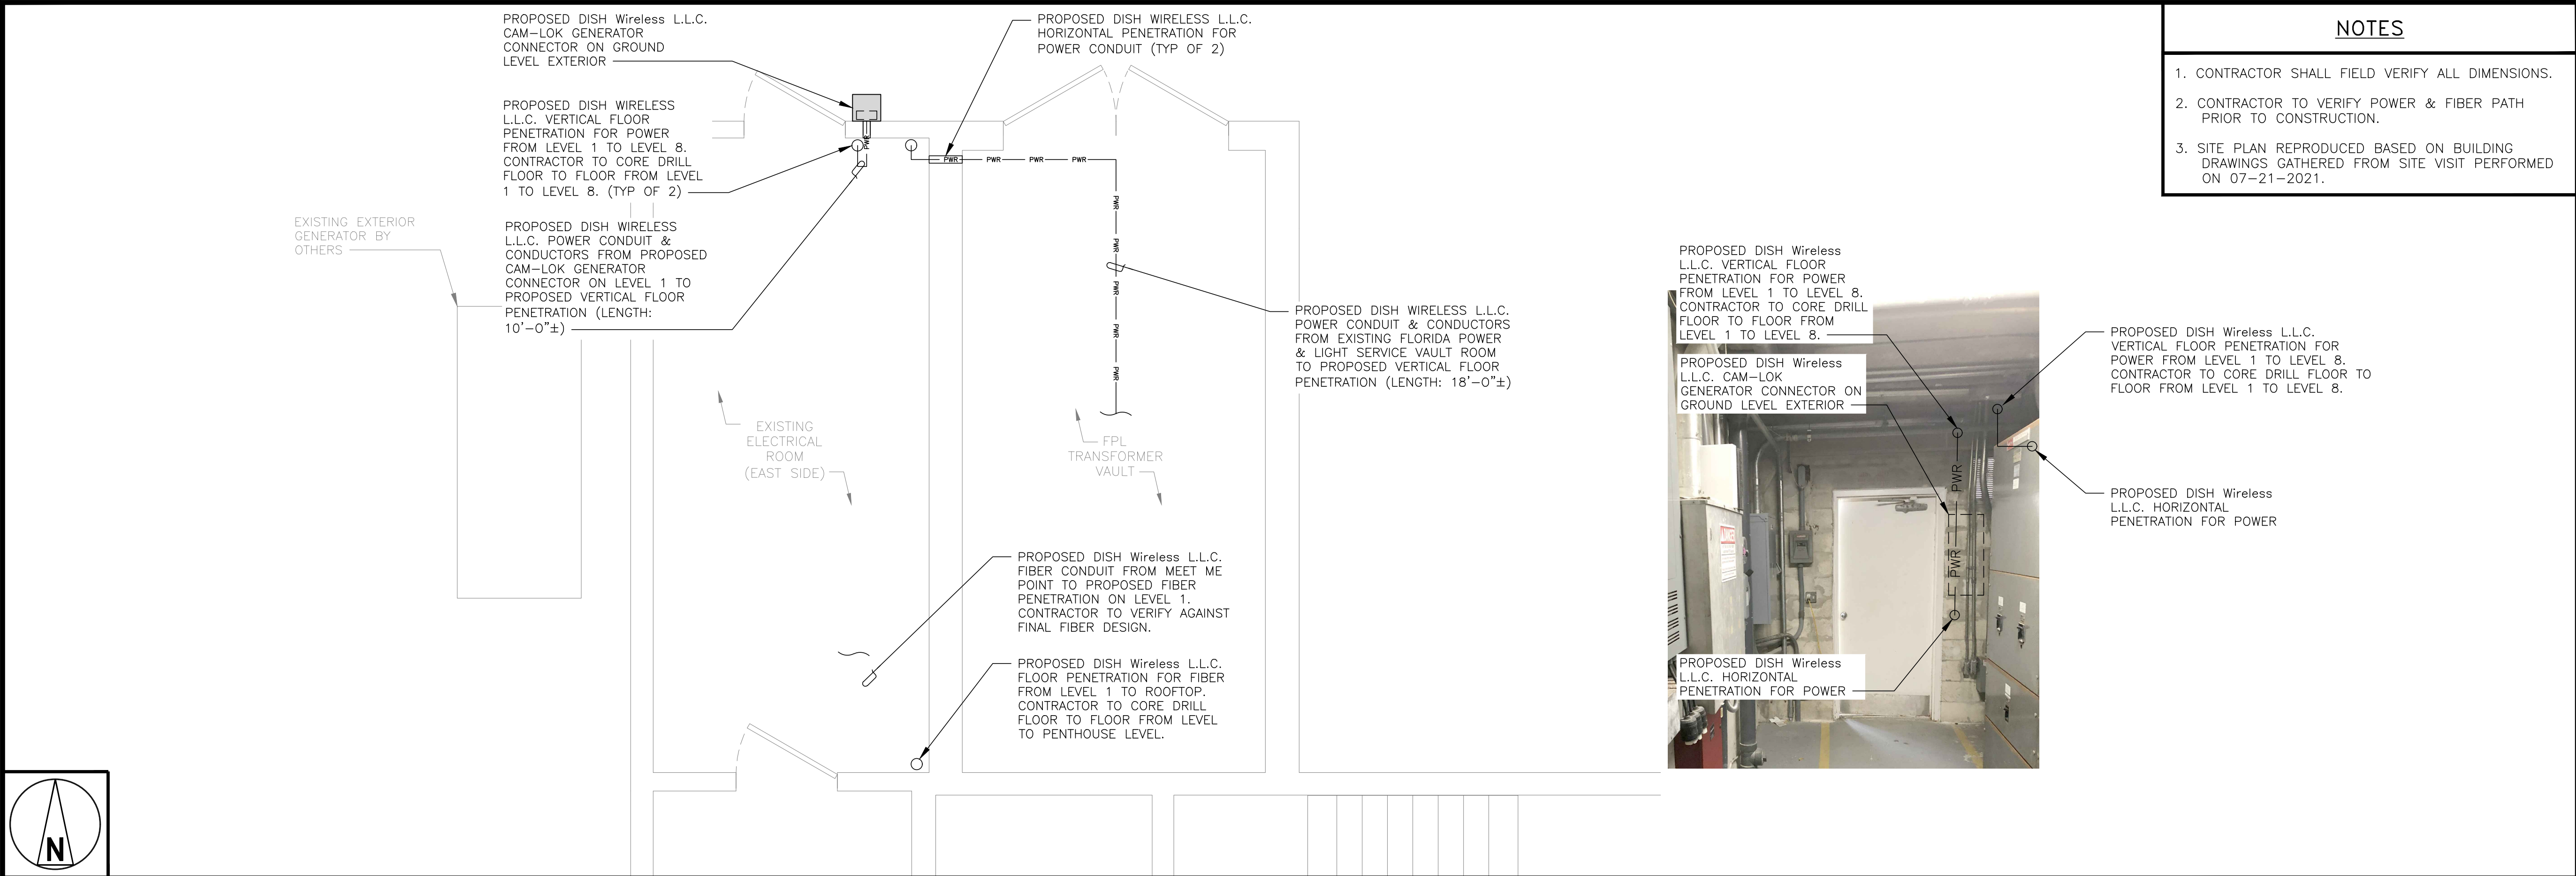 PROPOSED DISH Wireless L.L.C.
CAM-LOK GENERATOR
CONNECTOR ON GROUND
LEVEL EXTERIOR
PROPOSED DISH WIRELESS L.L.C.
HORIZONTAL PENETRATION FOR
POWER CONDUIT (TYP OF 2)
NOTES
1. CONTRACTOR SHALL FIELD VERIFY ALL DIMENSIONS.
2. CONTRACTOR TO VERIFY POWER & FIBER PATH
PRIOR TO CONSTRUCTION.
3. SITE PLAN REPRODUCED BASED ON BUILDING
DRAWINGS GATHERED FROM SITE VISIT PERFORMED
ON 07-21-2021.
PROPOSED DISH WIRELESS
L.L.C. VERTICAL FLOOR
PENETRATION FOR POWER
FROM LEVEL 1 TO LEVEL 8.
CONTRACTOR TO CORE DRILL
FLOOR TO FLOOR FROM LEVEL
1 TO LEVEL 8. (TYP OF 2)
PWR
PWR
PWR
PWR
PWR
PWR
PWR
PWR
PWR
PWR
EXISTING EXTERIOR
GENERATOR BY
OTHERS
PROPOSED DISH WIRELESS
L.L.C. POWER CONDUIT &
CONDUCTORS FROM PROPOSED
CAM-LOK GENERATOR
CONNECTOR ON LEVEL 1 TO
PROPOSED VERTICAL FLOOR
PENETRATION (LENGTH:
10'-0"±)
PROPOSED DISH WIRELESS L.L.C.
POWER CONDUIT & CONDUCTORS
FROM EXISTING FLORIDA POWER
& LIGHT SERVICE VAULT ROOM
TO PROPOSED VERTICAL FLOOR
PENETRATION (LENGTH: 18'-0"±)
EXISTING
ELECTRICAL
ROOM
(EAST SIDE)
FPL
TRANSFORMER
VAULT
PROPOSED DISH Wireless L.L.C.
FIBER CONDUIT FROM MEET ME
POINT TO PROPOSED FIBER
PENETRATION ON LEVEL 1.
CONTRACTOR TO VERIFY AGAINST
FINAL FIBER DESIGN.
PROPOSED DISH Wireless L.L.C.
FLOOR PENETRATION FOR FIBER
FROM LEVEL 1 TO ROOFTOP.
CONTRACTOR TO CORE DRILL
FLOOR TO FLOOR FROM LEVEL
TO PENTHOUSE LEVEL.
PROPOSED DISH Wireless
L.L.C. VERTICAL FLOOR
PENETRATION FOR POWER
FROM LEVEL 1 TO LEVEL 8.
CONTRACTOR TO CORE DRILL
FLOOR TO FLOOR FROM
LEVEL 1 TO LEVEL 8.
PROPOSED DISH Wireless
L.L.C. CAM-LOK
GENERATOR CONNECTOR ON
GROUND LEVEL EXTERIOR
PWR
PWR
PROPOSED DISH Wireless
L.L.C. HORIZONTAL
PENETRATION FOR POWER
PROPOSED DISH Wireless L.L.C.
VERTICAL FLOOR PENETRATION FOR
POWER FROM LEVEL 1 TO LEVEL 8.
CONTRACTOR TO CORE DRILL FLOOR TO
FLOOR FROM LEVEL 1 TO LEVEL 8.
PROPOSED DISH Wireless
L.L.C. HORIZONTAL
PENETRATION FOR POWER
N